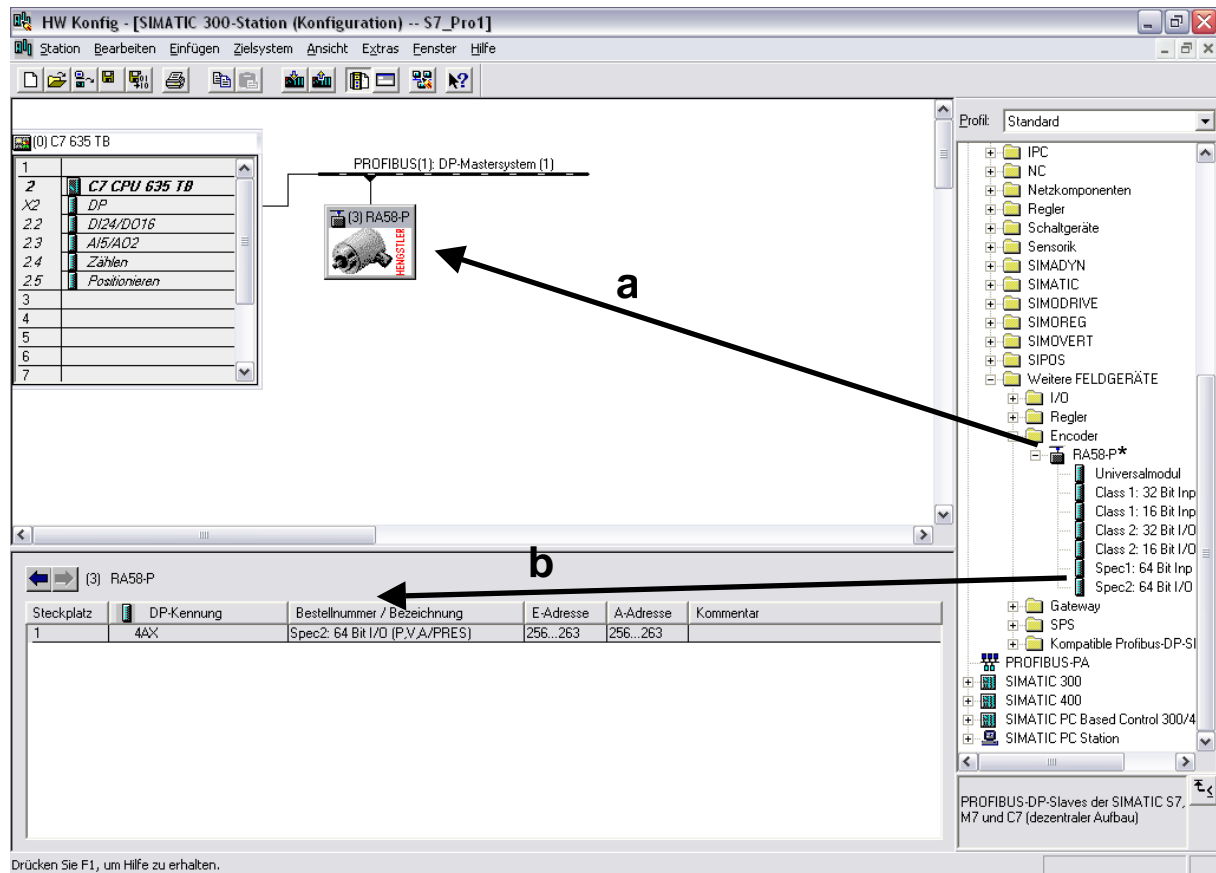 HW Konfig - [SIMATIC 300-Station (Konfiguration) -- S7_Pro1]
Station Bearbeiten Einfügen Zielsystem Ansicht Extras Fenster Hilfe
(0) C7 635 TB
1
2 C7 CPU 635 TB
X2 DP
2.2 DI24/DO16
2.3 AI5/AO2
2.4 Zählen
2.5 Positionieren
3
4
5
6
7
PROFIBUS(1): DP-Mastersystem (1)
(3) RA58-P
HENGSTLER
a
Profil: Standard
IPC
NC
Netzkomponenten
Regler
Schaltgeräte
Sensorik
SIMADYN
SIMATIC
SIMODRIVE
SIMOREG
SIMOVERT
SIPOS
Weitere FELDGERÄTE
I/O
Regler
Encoder
RA58-P*
Universalmodul
Class 1: 32 Bit Inp
Class 1: 16 Bit Inp
Class 2: 32 Bit I/O
Class 2: 16 Bit I/O
Spec1: 64 Bit Inp
Spec2: 64 Bit I/O
Gateway
SPS
Kompatible Profibus-DP-Sl
PROFIBUS-PA
SIMATIC 300
SIMATIC 400
SIMATIC PC Based Control 300/4
SIMATIC PC Station
PROFIBUS-DP-Slaves der SIMATIC S7,
M7 und C7 (dezentraler Aufbau)
b
(3) RA58-P
Steckplatz DP-Kennung Bestellnummer / Bezeichnung E-Adresse A-Adresse Kommentar
1 4AX Spec2: 64 Bit I/O (P,V,A/PRES) 256...263 256...263
Drücken Sie F1, um Hilfe zu erhalten.